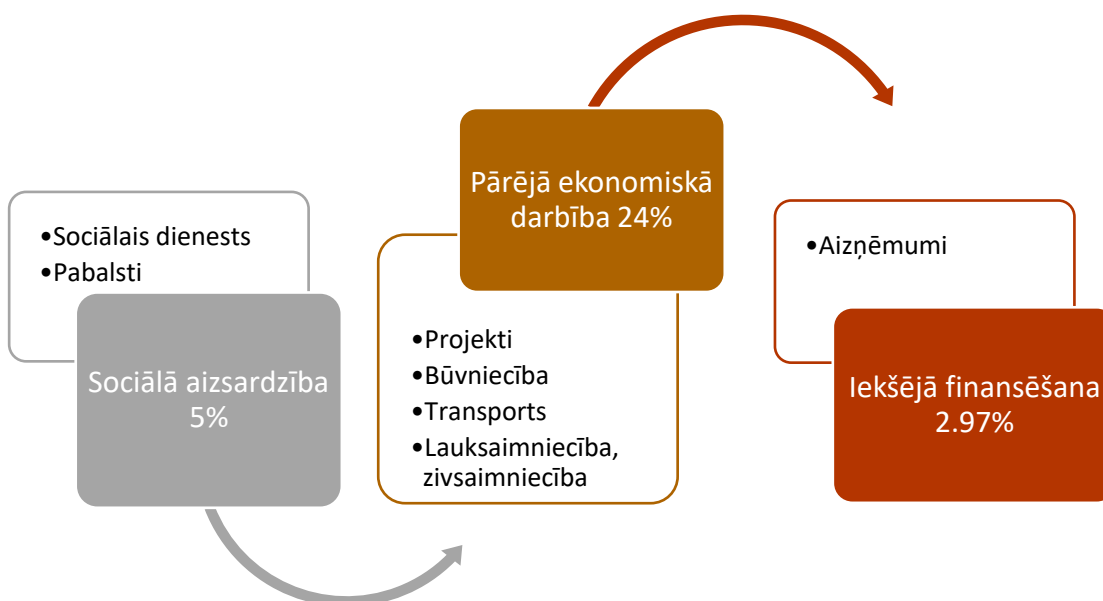 •Sociālais dienests
•Pabalsti
Sociālā aizsardzība
5%
Pārējā ekonomiskā
darbība 24%
•Projekti
•Būvniecība
•Transports
•Lauksaimniecība,
zivsaimniecība
•Aizņēmumi
Iekšējā finansēšana
2.97%